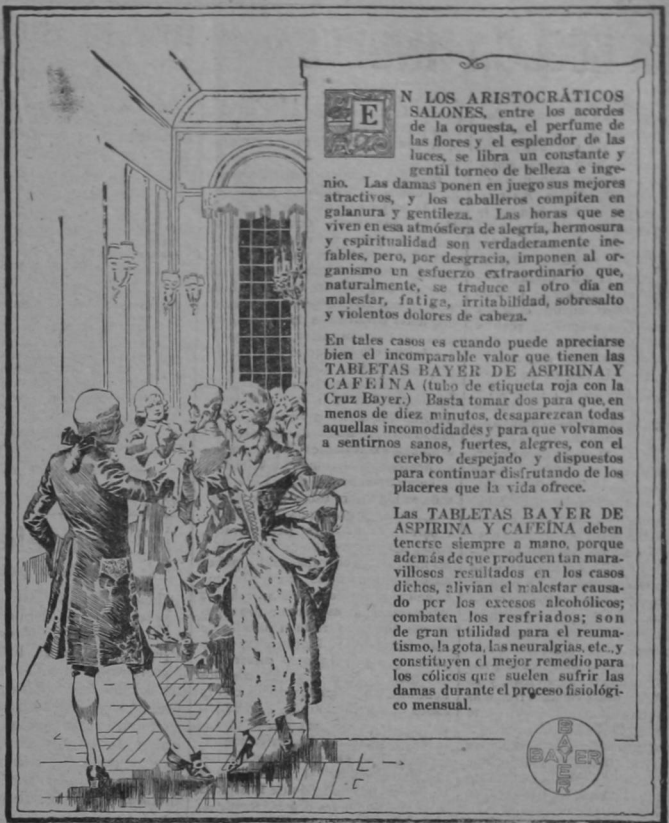 EN LOS ARISTOCRÁTICOS
SALONES, entre los acordes
de la orquesta, el perfume de
las flores y el esplendor de las
luces, se libra un constante y
gentil torneo de belleza e inge-
nio. Las damas ponen en juego sus mejores
atractivos, y los caballeros compiten en
galanura y gentileza. Las horas que se
viven en esa atmósfera de alegría, hermosura
y espiritualidad son verdaderamente ine-
fables, pero, por desgracia, imponen al or-
ganismo un esfuerzo extraordinario que,
naturalmente, se traduce al otro día en
malestar, fatiga, irritabilidad, sobresalto
y violentos dolores de cabeza.
En tales casos es cuando puede apreciarse
bien el incomparable valor que tienen las
TABLETAS BAYER DE ASPIRINA Y
CAFEÍNA (tubo de etiqueta roja con la
Cruz Bayer.) Basta tomar dos para que, en
menos de diez minutos, desaparezcan todas
aquellas incomodidades y para que volvamos
a sentirnos sanos, fuertes, alegres, con el
cerebro despejado y dispuestos
para continuar disfrutando de los
placeres que la vida ofrece.
Las TABLETAS BAYER DE
ASPIRINA Y CAFEÍNA deben
tenerse siempre a mano, porque
además de que producen tan mara-
villosos resultados en los casos
dichos, alivian el malestar causa-
do por los excesos alcohólicos;
combaten los resfriados; son
de gran utilidad para el reuma-
tismo, la gota, las neuralgias, etc., y
constituyen el mejor remedio para
los cólicos que suelen sufrir las
damas durante el proceso fisiológi-
co mensual.
BAYER
BAYER